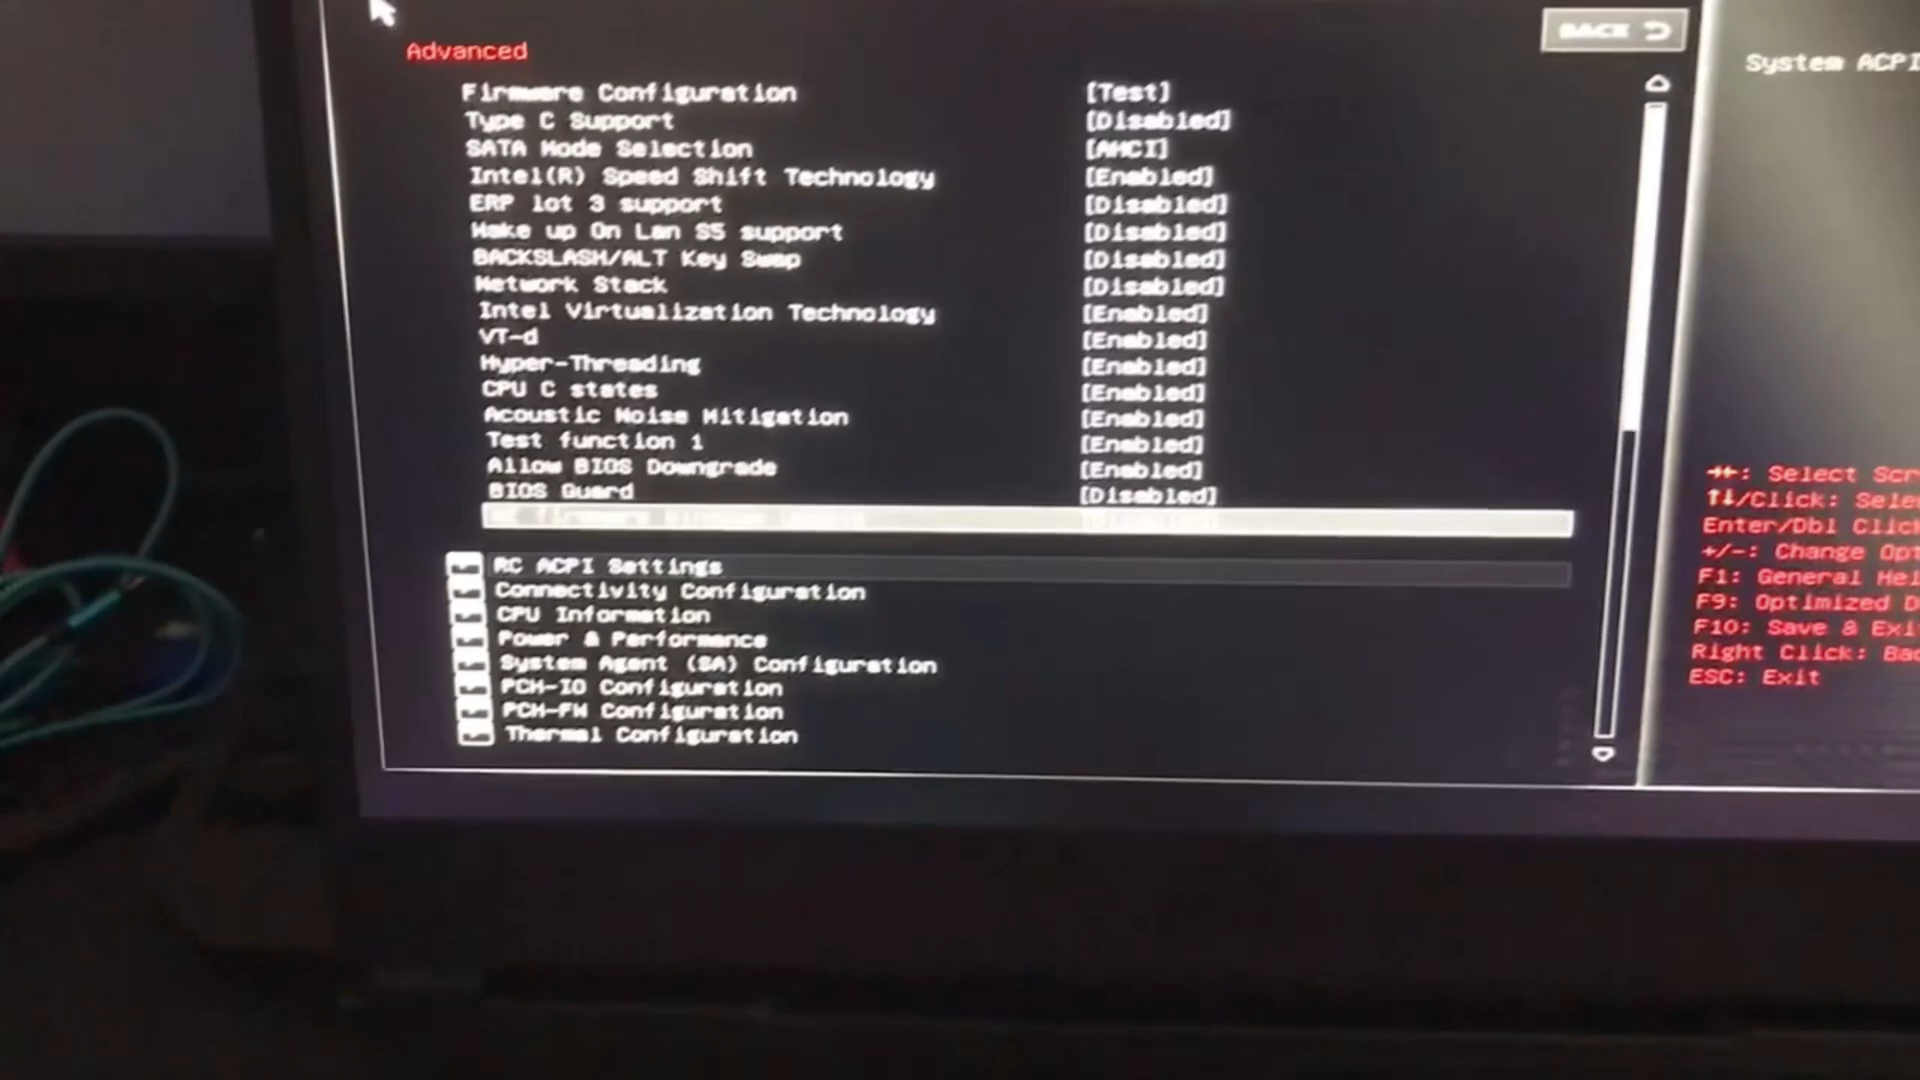 BACK
Advanced
System ACPI
Firmware Configuration [Test]
Type C Support [Disabled]
SATA Mode Selection [AHCI]
Intel(R) Speed Shift Technology [Enabled]
ERP lot 3 support [Disabled]
Wake up On Lan S5 support [Disabled]
BACKSLASH/ALT Key Swap [Disabled]
Network Stack [Disabled]
Intel Virtualization Technology [Enabled]
VT-d [Enabled]
Hyper-Threading [Enabled]
CPU C states [Enabled]
Acoustic Noise Mitigation [Enabled]
Test function 1 [Enabled]
Allow BIOS Downgrade [Enabled]
BIOS Guard [Disabled]
RC ACPI Settings
Connectivity Configuration
CPU Information
Power & Performance
System Agent (SA) Configuration
PCH-IO Configuration
PCH-FW Configuration
Thermal Configuration
→←: Select Scr
↑↓/Click: Sele
Enter/Dbl Click
+/-: Change Opt
F1: General Hel
F9: Optimized D
F10: Save & Exi
Right Click: Bac
ESC: Exit